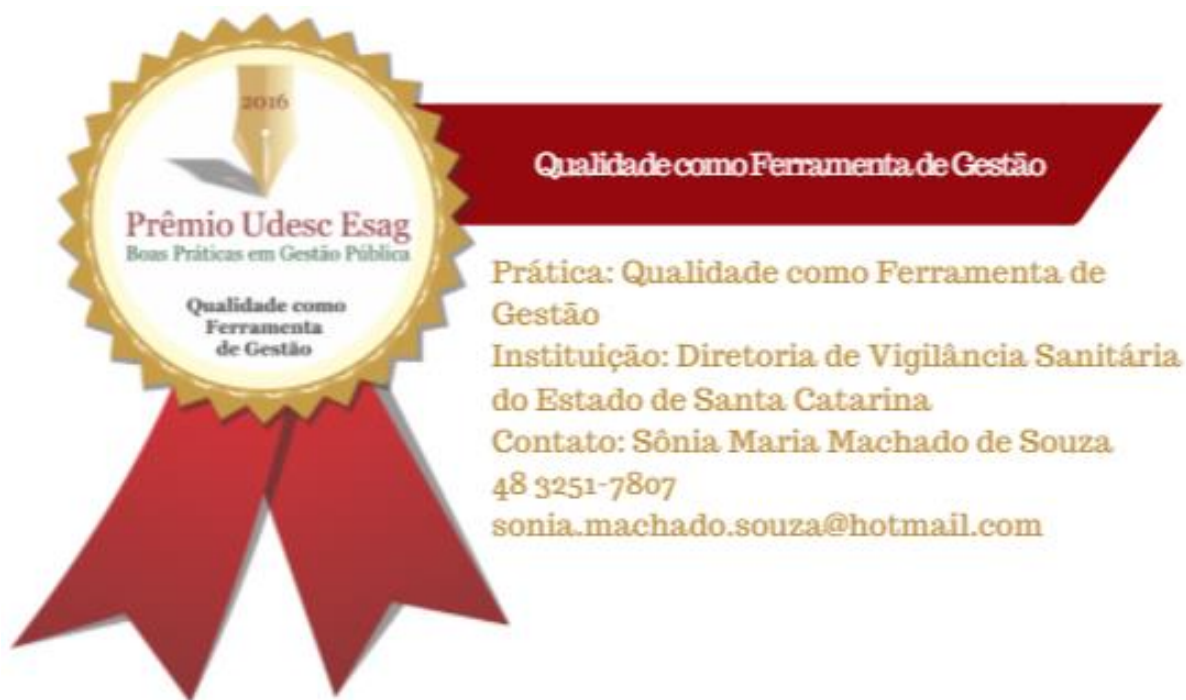 2016
Prêmio Udesc Esag
Boas Práticas em Gestão Pública
Qualidade como
Ferramenta
de Gestão
Qualidade como Ferramenta de Gestão
Prática: Qualidade como Ferramenta de
Gestão
Instituição: Diretoria de Vigilância Sanitária
do Estado de Santa Catarina
Contato: Sônia Maria Machado de Souza
48 3251-7807
sonia.machado.souza@hotmail.com